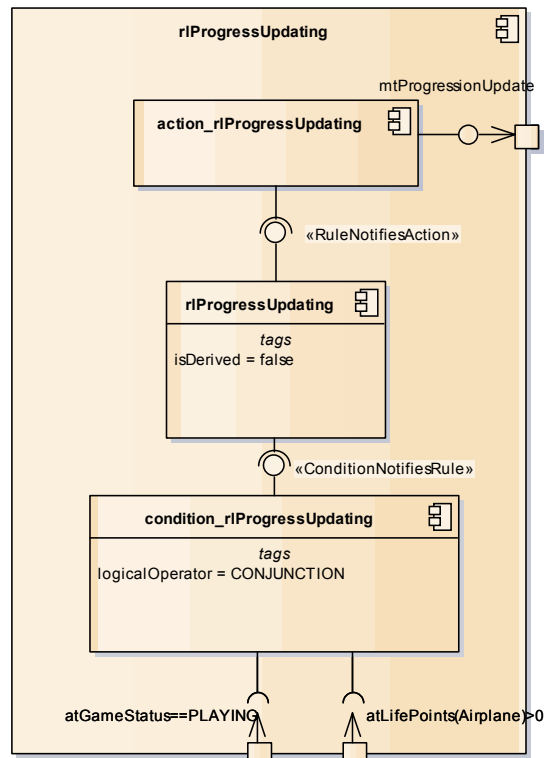 rlProgressUpdating
mtProgressionUpdate
action_rlProgressUpdating
«RuleNotifiesAction»
rlProgressUpdating
tags
isDerived = false
«ConditionNotifiesRule»
condition_rlProgressUpdating
tags
logicalOperator = CONJUNCTION
atGameStatus==PLAYING
atLifePoints(Airplane)>0